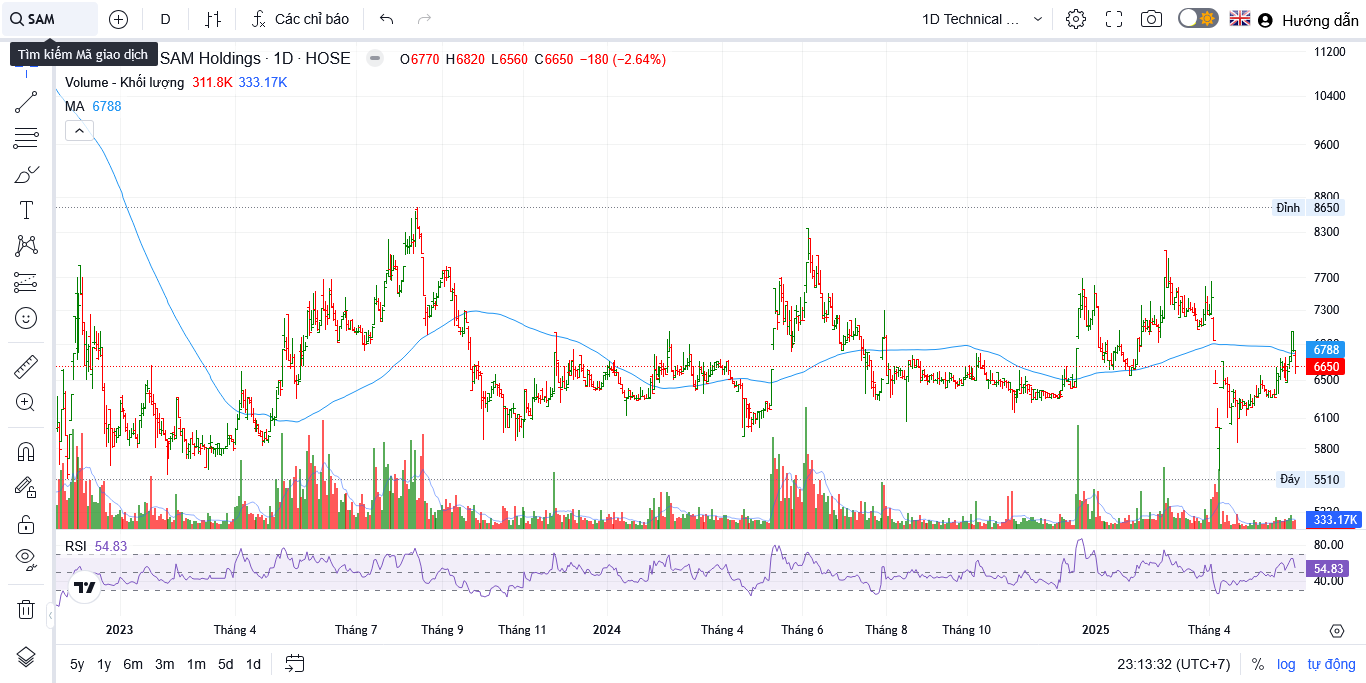 SAM
D
Các chỉ báo
1D Technical ...
Hướng dẫn
Tìm kiếm Mã giao dịch
SAM Holdings · 1D · HOSE
O6770 H6820 L6560 C6650 −180 (−2.64%)
Volume - Khối lượng 311.8K 333.17K
MA 6788
11200
10400
9600
8800
Đỉnh 8650
8300
7700
7300
6788
6650
6500
6100
5800
Đáy 5510
333.17K
RSI 54.83
80.00
54.83
40.00
2023 Tháng 4 Tháng 7 Tháng 9 Tháng 11 2024 Tháng 4 Tháng 6 Tháng 8 Tháng 10 2025 Tháng 4
5y 1y 6m 3m 1m 5d 1d
23:13:32 (UTC+7) % log tự động